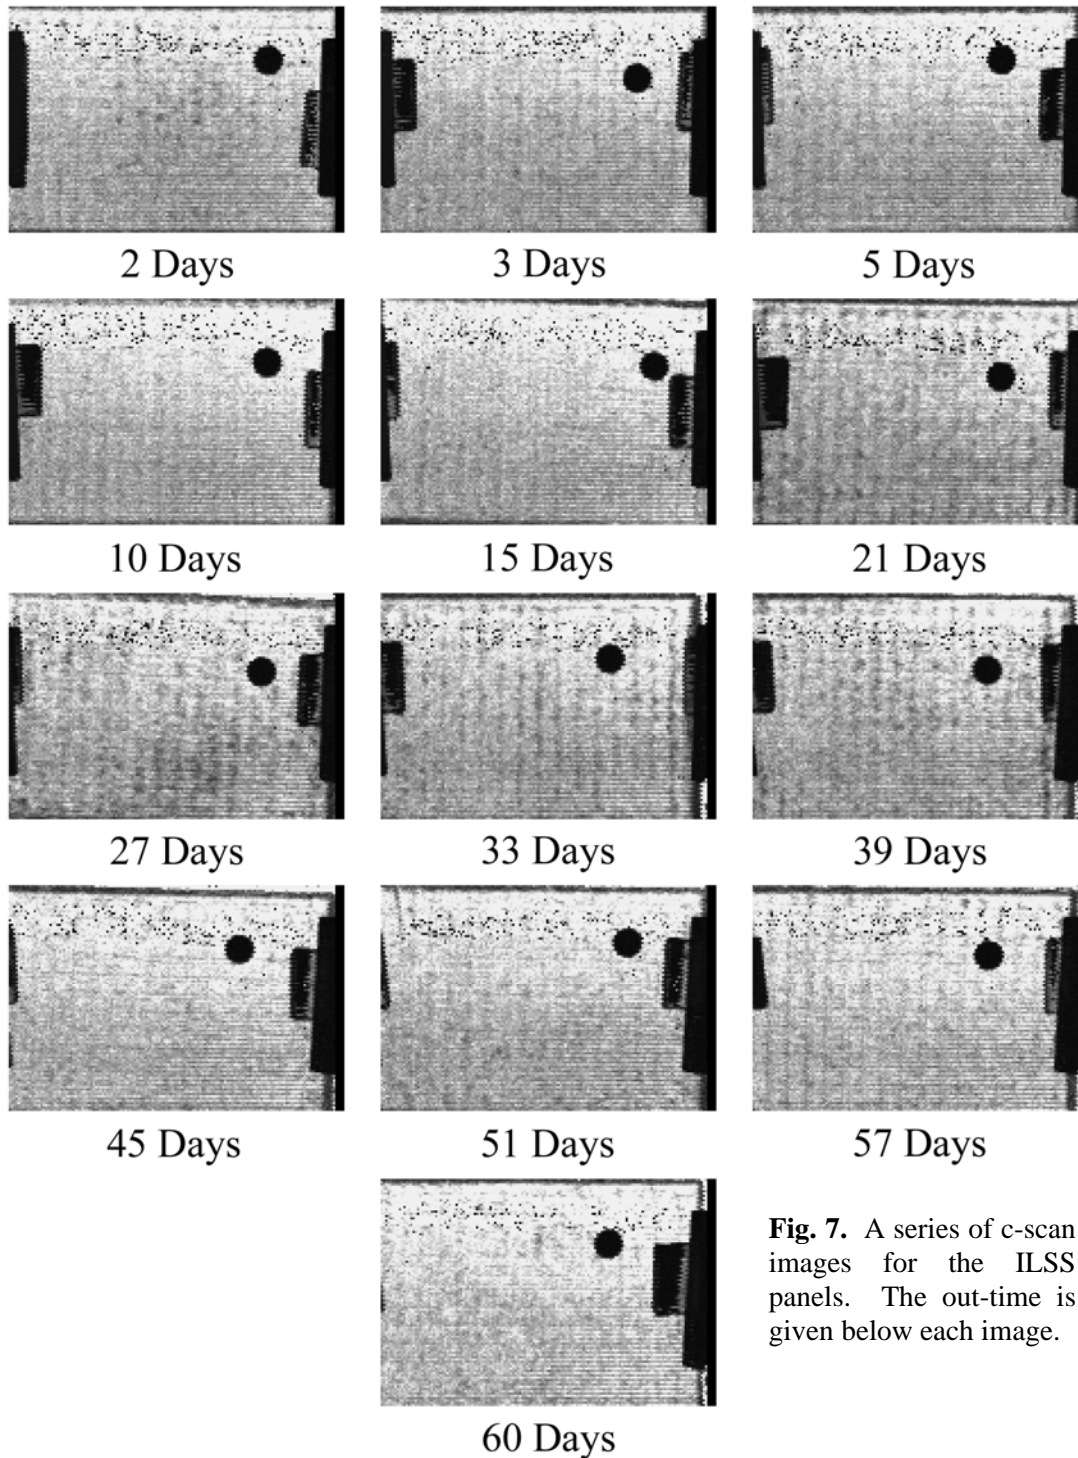 2 Days
3 Days
5 Days
10 Days
15 Days
21 Days
27 Days
33 Days
39 Days
45 Days
51 Days
57 Days
Fig. 7. A series of c-scan
images for the ILSS
panels. The out-time is
given below each image.
60 Days